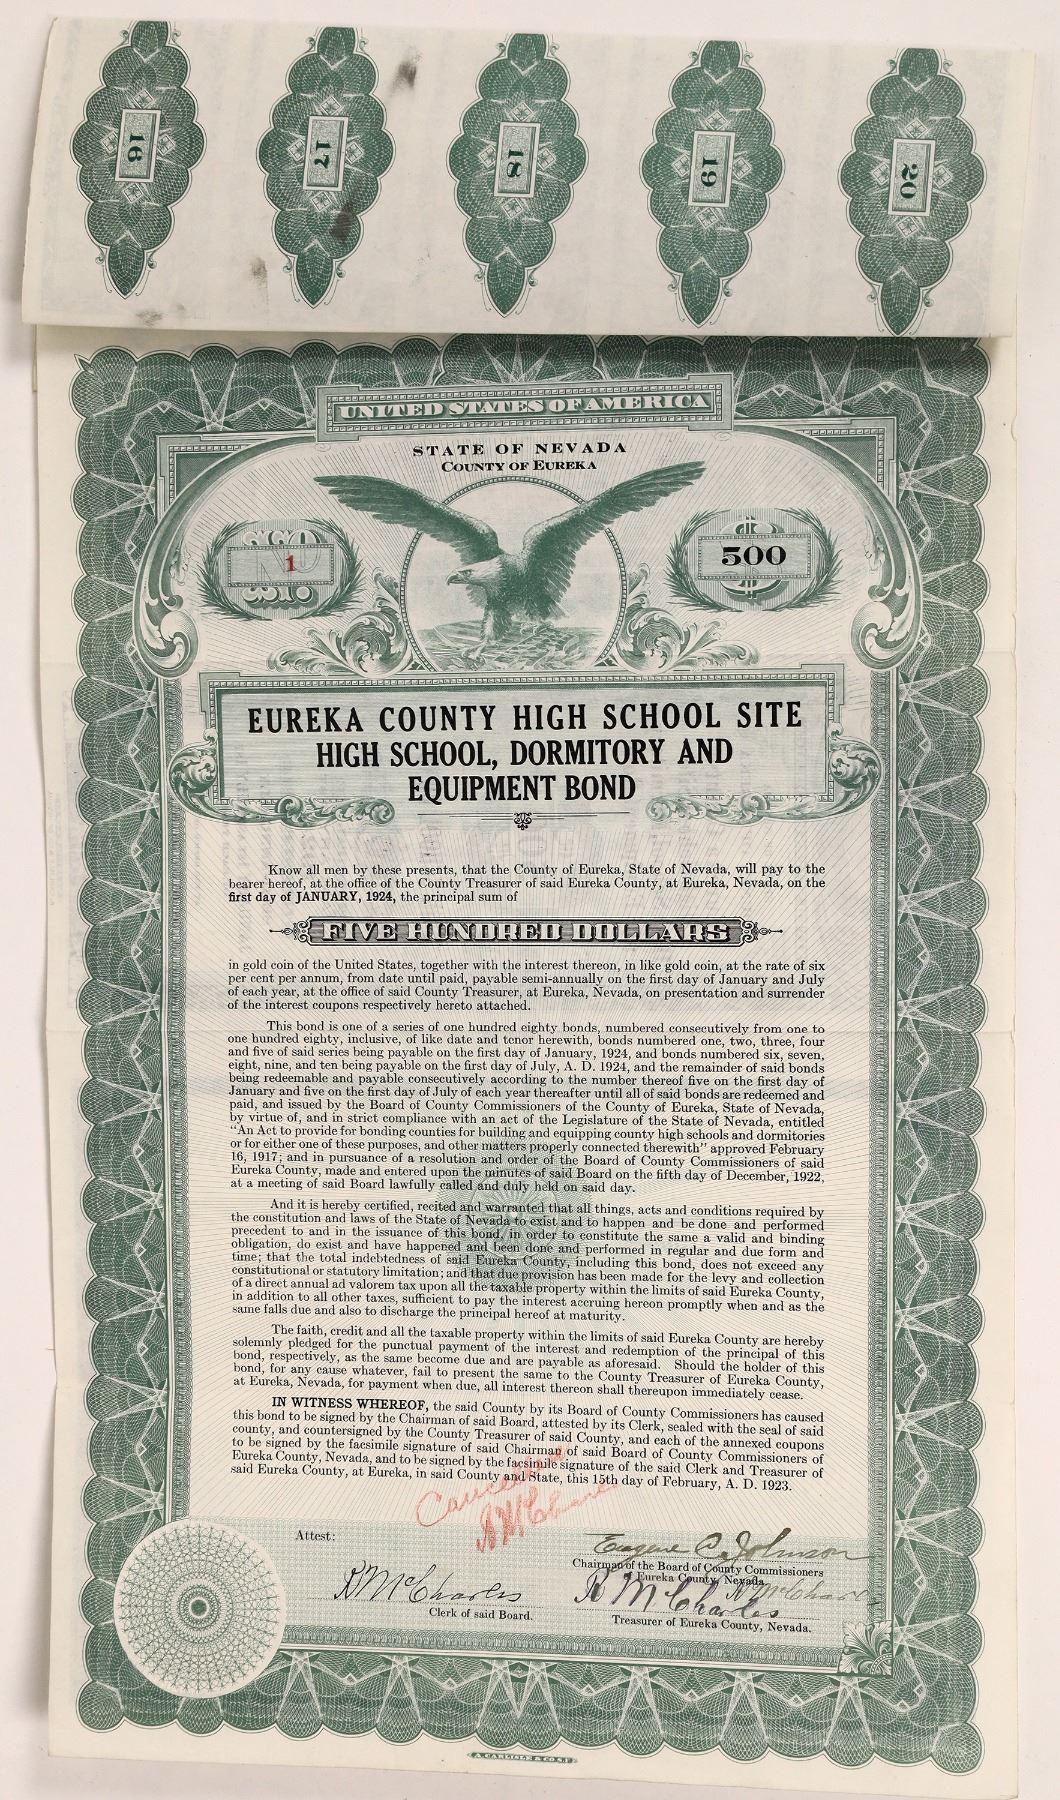 16 17 18 19 20
UNITED STATES OF AMERICA
STATE OF NEVADA
COUNTY OF EUREKA
1 500
EUREKA COUNTY HIGH SCHOOL SITE
HIGH SCHOOL, DORMITORY AND
EQUIPMENT BOND
Know all men by these presents, that the County of Eureka, State of Nevada, will pay to the
bearer hereof, at the office of the County Treasurer of said Eureka County, at Eureka, Nevada, on the
first day of JANUARY, 1924, the principal sum of
FIVE HUNDRED DOLLARS
in gold coin of the United States, together with the interest thereon, in like gold coin, at the rate of six
per cent per annum, from date until paid, payable semi-annually on the first day of January and July
of each year, at the office of said County Treasurer, at Eureka, Nevada, on presentation and surrender
of the interest coupons respectively hereto attached.
This bond is one of a series of one hundred eighty bonds, numbered consecutively from one to
one hundred eighty, inclusive, of like date and tenor herewith, bonds numbered one, two, three, four
and five of said series being payable on the first day of January, 1924, and bonds numbered six, seven,
eight, nine, and ten being payable on the first day of July, A. D. 1924, and the remainder of said bonds
being redeemable and payable consecutively according to the number thereof five on the first day of
January and five on the first day of July of each year thereafter until all of said bonds are redeemed and
paid, and issued by the Board of County Commissioners of the County of Eureka, State of Nevada,
by virtue of, and in strict compliance with an act of the Legislature of the State of Nevada, entitled
"An Act to provide for bonding counties for building and equipping county high schools and dormitories
or for either one of these purposes, and other matters properly connected therewith" approved February
16, 1917; and in pursuance of a resolution and order of the Board of County Commissioners of said
Eureka County, made and entered upon the minutes of said Board on the fifth day of December, 1922,
at a meeting of said Board lawfully called and duly held on said day.
And it is hereby certified, recited and warranted that all things, acts and conditions required by
the constitution and laws of the State of Nevada to exist and to happen and be done and performed
precedent to and in the issuance of this bond, in order to constitute the same a valid and binding
obligation, do exist and have happened and been done and performed in regular and due form and
time; that the total indebtedness of said Eureka County, including this bond, does not exceed any
constitutional or statutory limitation; and that due provision has been made for the levy and collection
of a direct annual ad valorem tax upon all the taxable property within the limits of said Eureka County,
in addition to all other taxes, sufficient to pay the interest accruing hereon promptly when and as the
same falls due and also to discharge the principal hereof at maturity.
The faith, credit and all the taxable property within the limits of said Eureka County are hereby
solemnly pledged for the punctual payment of the interest and redemption of the principal of this
bond, respectively, as the same become due and are payable as aforesaid. Should the holder of this
bond, for any cause whatever, fail to present the same to the County Treasurer of Eureka County,
at Eureka, Nevada, for payment when due, all interest thereon shall thereupon immediately cease.
IN WITNESS WHEREOF, the said County by its Board of County Commissioners has caused
this bond to be signed by the Chairman of said Board, attested by its Clerk, sealed with the seal of said
county, and countersigned by the County Treasurer of said County, and each of the annexed coupons
to be signed by the facsimile signature of said Chairman of said Board of County Commissioners of
Eureka County, Nevada, and to be signed by the facsimile signature of the said Clerk and Treasurer of
said Eureka County, at Eureka, in said County and State, this 15th day of February, A. D. 1923.
Cancelled
Attest:
Eugene C. Johnson
Chairman of the Board of County Commissioners
Eureka County, Nevada.
R McCharles
Clerk of said Board.
R McCharles
Treasurer of Eureka County, Nevada.
A. CARLISLE & CO. S.F.